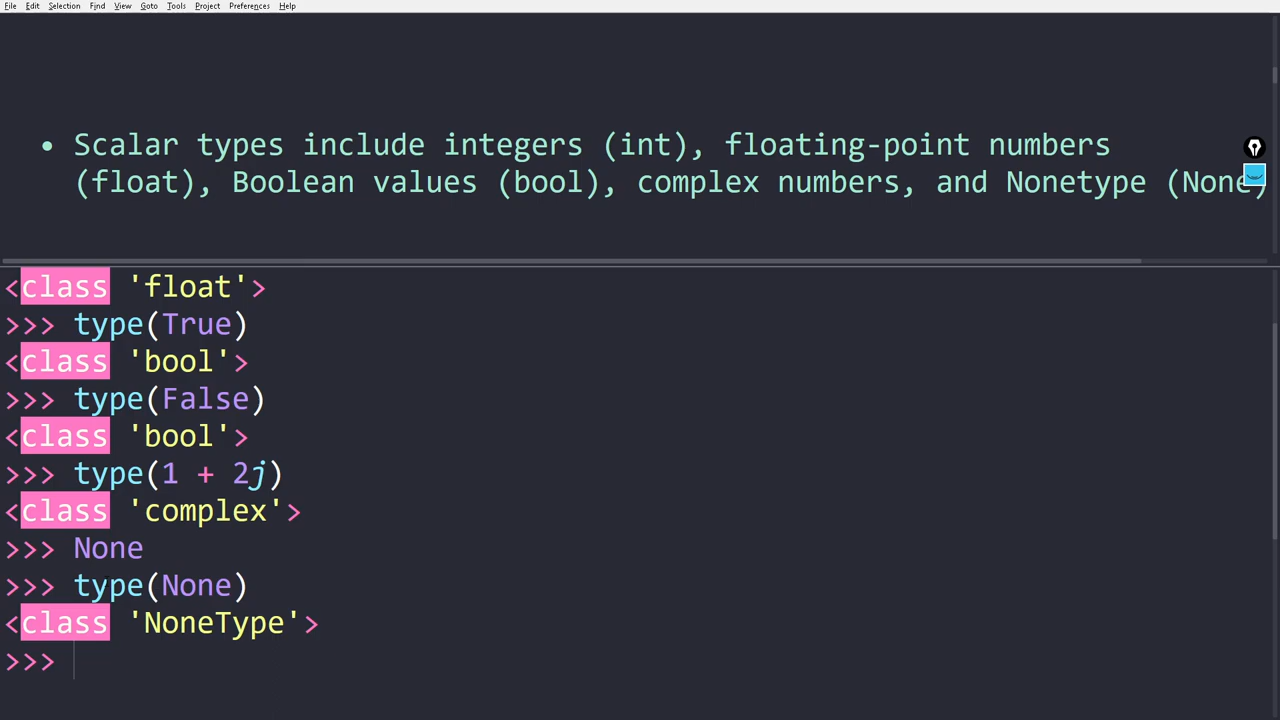 File Edit Selection Find View Goto Tools Project Preferences Help
• Scalar types include integers (int), floating-point numbers
(float), Boolean values (bool), complex numbers, and Nonetype (None)
<class 'float'>
>>> type(True)
<class 'bool'>
>>> type(False)
<class 'bool'>
>>> type(1 + 2j)
<class 'complex'>
>>> None
>>> type(None)
<class 'NoneType'>
>>>